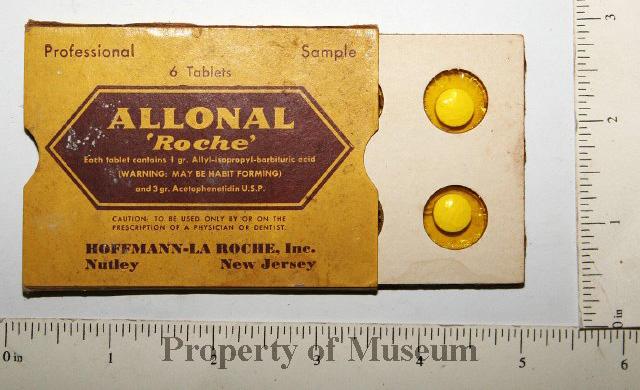 Professional Sample
6 Tablets
ALLONAL
'Roche'
Each tablet contains 1 gr. Allyl-isopropyl-barbituric acid
(WARNING: MAY BE HABIT FORMING)
and 3 gr. Acetophenetidin U.S.P.
CAUTION: TO BE USED ONLY BY OR ON THE
PRESCRIPTION OF A PHYSICIAN OR DENTIST.
HOFFMANN-LA ROCHE, Inc.
Nutley New Jersey
3
2
1
0 in
0 in 1 2 3 4 5 6
Property of Museum